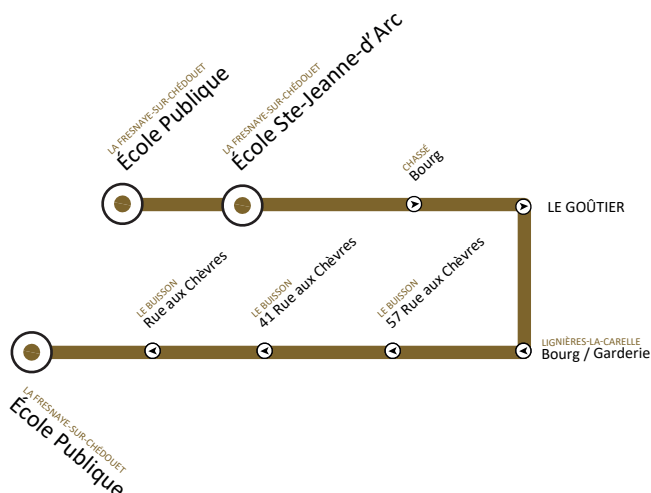 LA FRESNAYE-SUR-CHÉDOUET
École Publique
LA FRESNAYE-SUR-CHÉDOUET
École Ste-Jeanne-d'Arc
CHASSÉ
Bourg
LE GOÛTIER
LIGNIÈRES-LA-CARELLE
Bourg / Garderie
LE BUISSON
57 Rue aux Chèvres
LE BUISSON
41 Rue aux Chèvres
LE BUISSON
Rue aux Chèvres
LA FRESNAYE-SUR-CHÉDOUET
École Publique